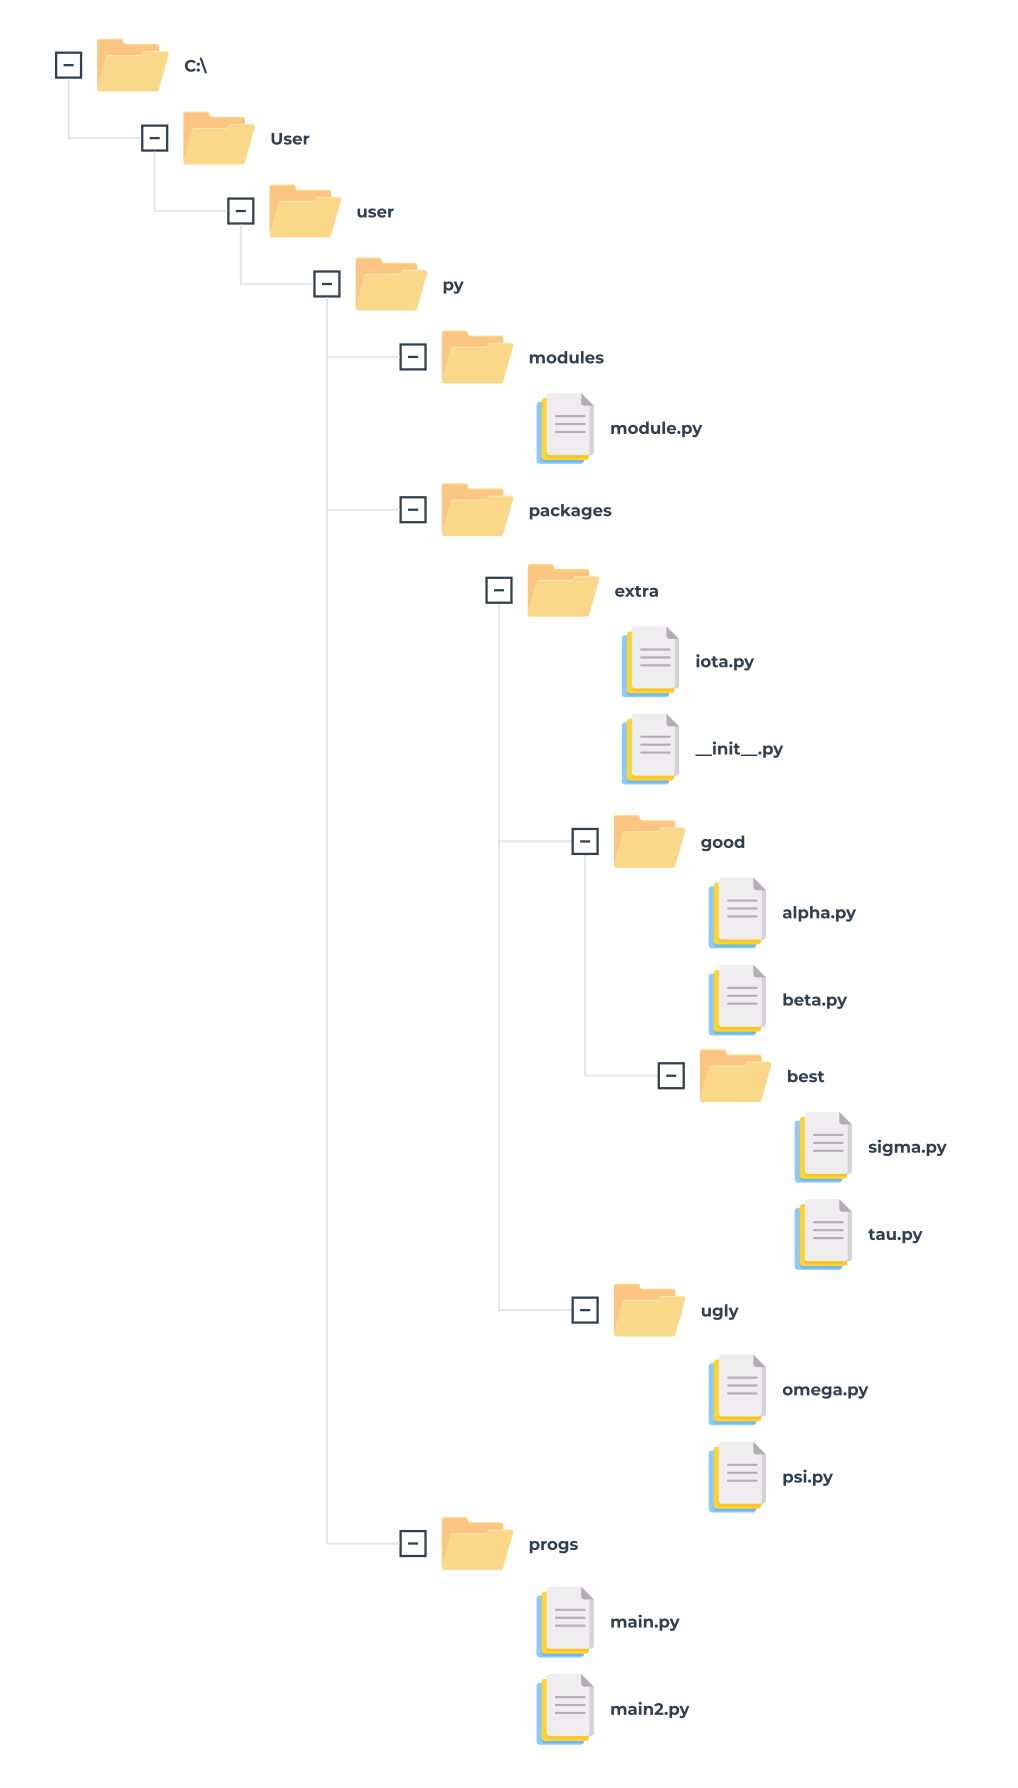 C:\
User
user
py
modules
module.py
packages
extra
iota.py
__init__.py
good
alpha.py
beta.py
best
sigma.py
tau.py
ugly
omega.py
psi.py
progs
main.py
main2.py